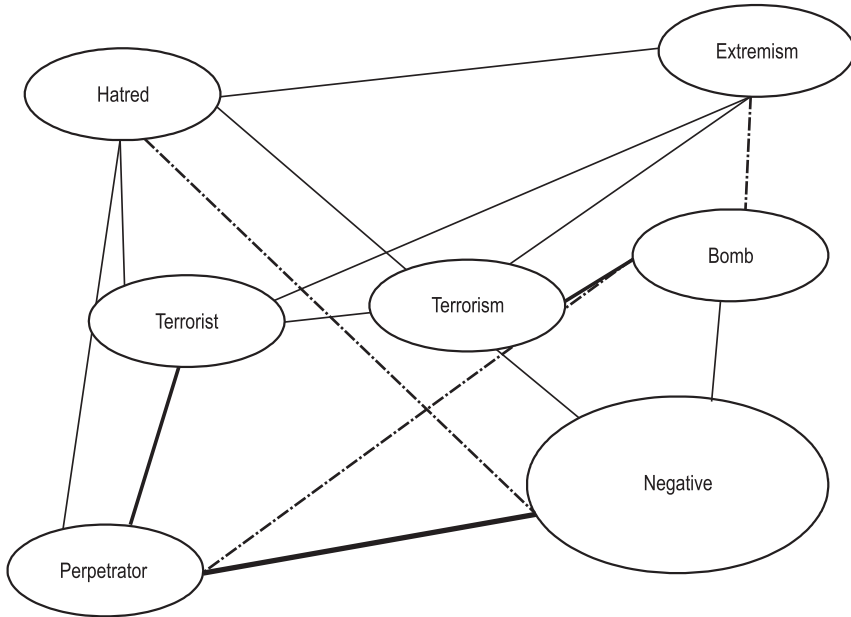 Extremism
Hatred
Bomb
Terrorism
Terrorist
Negative
Perpetrator